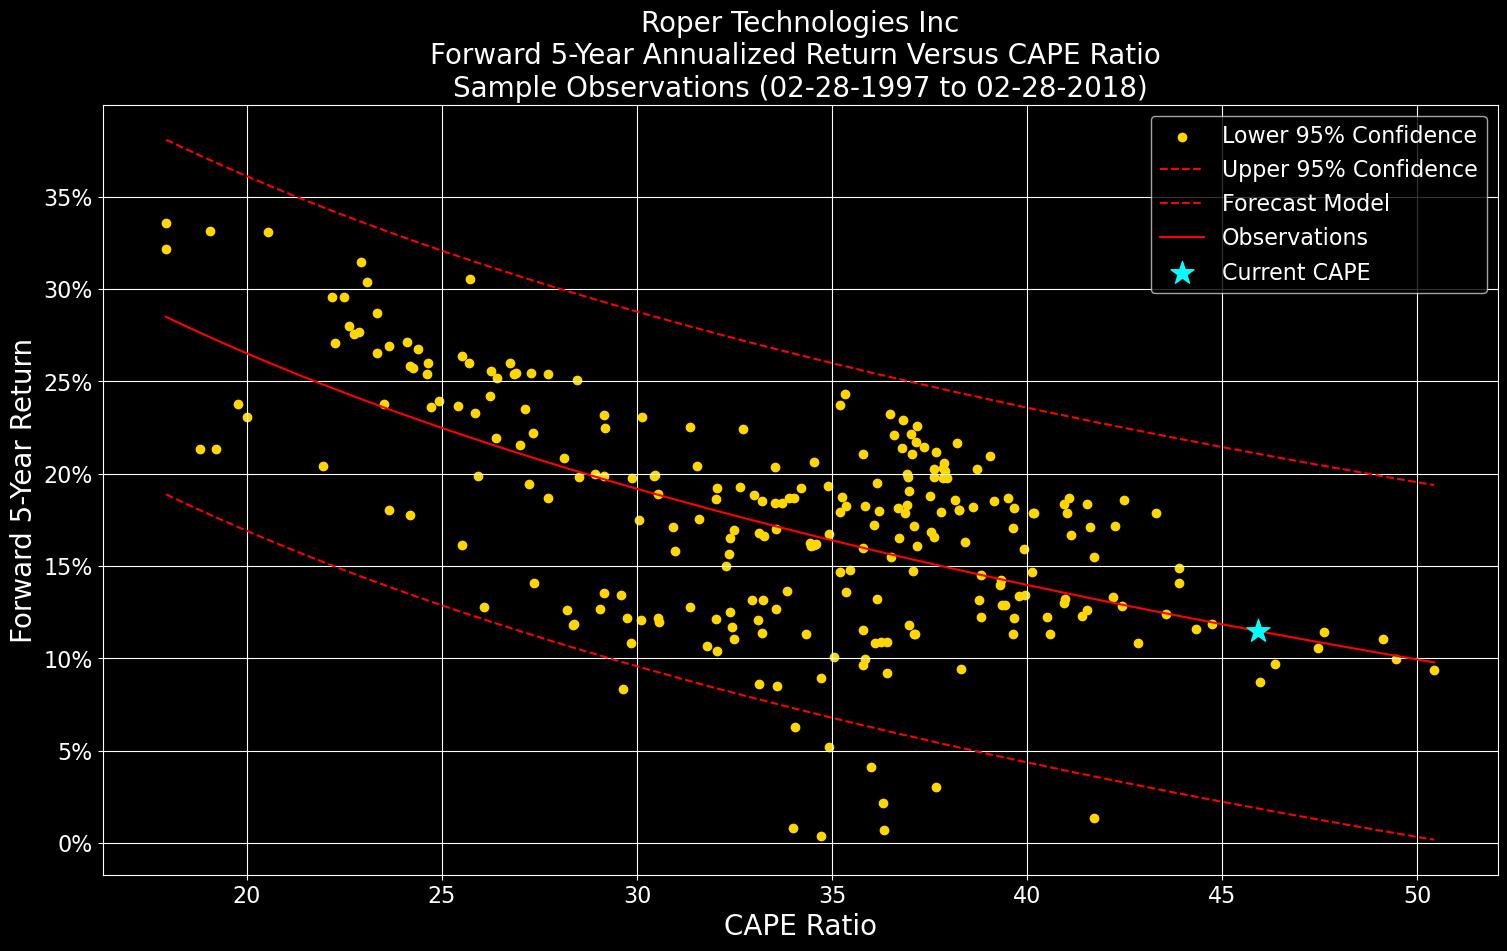 Roper Technologies Inc
Forward 5-Year Annualized Return Versus CAPE Ratio
Sample Observations (02-28-1997 to 02-28-2018)
Lower 95% Confidence
Upper 95% Confidence
Forecast Model
Observations
Current CAPE
Forward 5-Year Return
35%
30%
25%
20%
15%
10%
5%
0%
20 25 30 35 40 45 50
CAPE Ratio